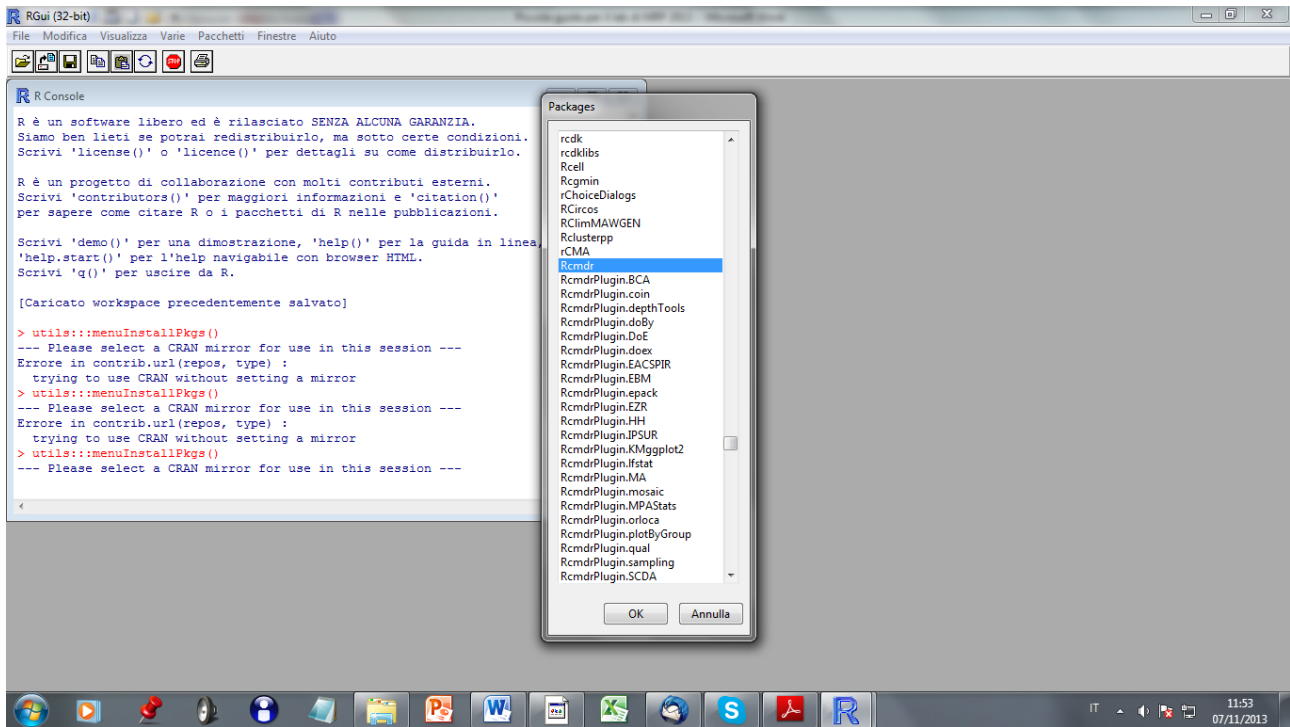 RGui (32-bit)
File Modifica Visualizza Varie Pacchetti Finestre Aiuto
STOP
R Console
R è un software libero ed è rilasciato SENZA ALCUNA GARANZIA.
Siamo ben lieti se potrai redistribuirlo, ma sotto certe condizioni.
Scrivi 'license()' o 'licence()' per dettagli su come distribuirlo.
R è un progetto di collaborazione con molti contributi esterni.
Scrivi 'contributors()' per maggiori informazioni e 'citation()'
per sapere come citare R o i pacchetti di R nelle pubblicazioni.
Scrivi 'demo()' per una dimostrazione, 'help()' per la guida in linea,
'help.start()' per l'help navigabile con browser HTML.
Scrivi 'q()' per uscire da R.
[Caricato workspace precedentemente salvato]
> utils:::menuInstallPkgs()
--- Please select a CRAN mirror for use in this session ---
Errore in contrib.url(repos, type) :
trying to use CRAN without setting a mirror
> utils:::menuInstallPkgs()
--- Please select a CRAN mirror for use in this session ---
Errore in contrib.url(repos, type) :
trying to use CRAN without setting a mirror
> utils:::menuInstallPkgs()
--- Please select a CRAN mirror for use in this session ---
Packages
rcdk
rcdklibs
Rcell
Rcgmin
rChoiceDialogs
RCircos
RClimMAWGEN
Rclusterpp
rCMA
Rcmdr
RcmdrPlugin.BCA
RcmdrPlugin.coin
RcmdrPlugin.depthTools
RcmdrPlugin.doBy
RcmdrPlugin.DoE
RcmdrPlugin.doex
RcmdrPlugin.EACSPIR
RcmdrPlugin.EBM
RcmdrPlugin.epack
RcmdrPlugin.EZR
RcmdrPlugin.HH
RcmdrPlugin.IPSUR
RcmdrPlugin.KMggplot2
RcmdrPlugin.lfstat
RcmdrPlugin.MA
RcmdrPlugin.mosaic
RcmdrPlugin.MPAStats
RcmdrPlugin.orloca
RcmdrPlugin.plotByGroup
RcmdrPlugin.qual
RcmdrPlugin.sampling
RcmdrPlugin.SCDA
OK Annulla
IT
11:53
07/11/2013